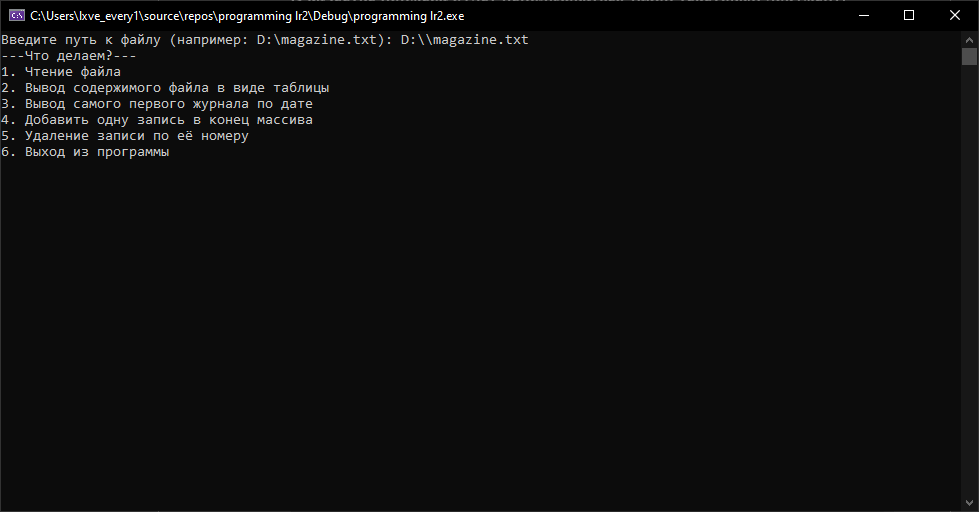 C:\Users\lxve_every1\source\repos\programming lr2\Debug\programming lr2.exe
Введите путь к файлу (например: D:\magazine.txt): D:\\magazine.txt
---Что делаем?---
1. Чтение файла
2. Вывод содержимого файла в виде таблицы
3. Вывод самого первого журнала по дате
4. Добавить одну запись в конец массива
5. Удаление записи по её номеру
6. Выход из программы